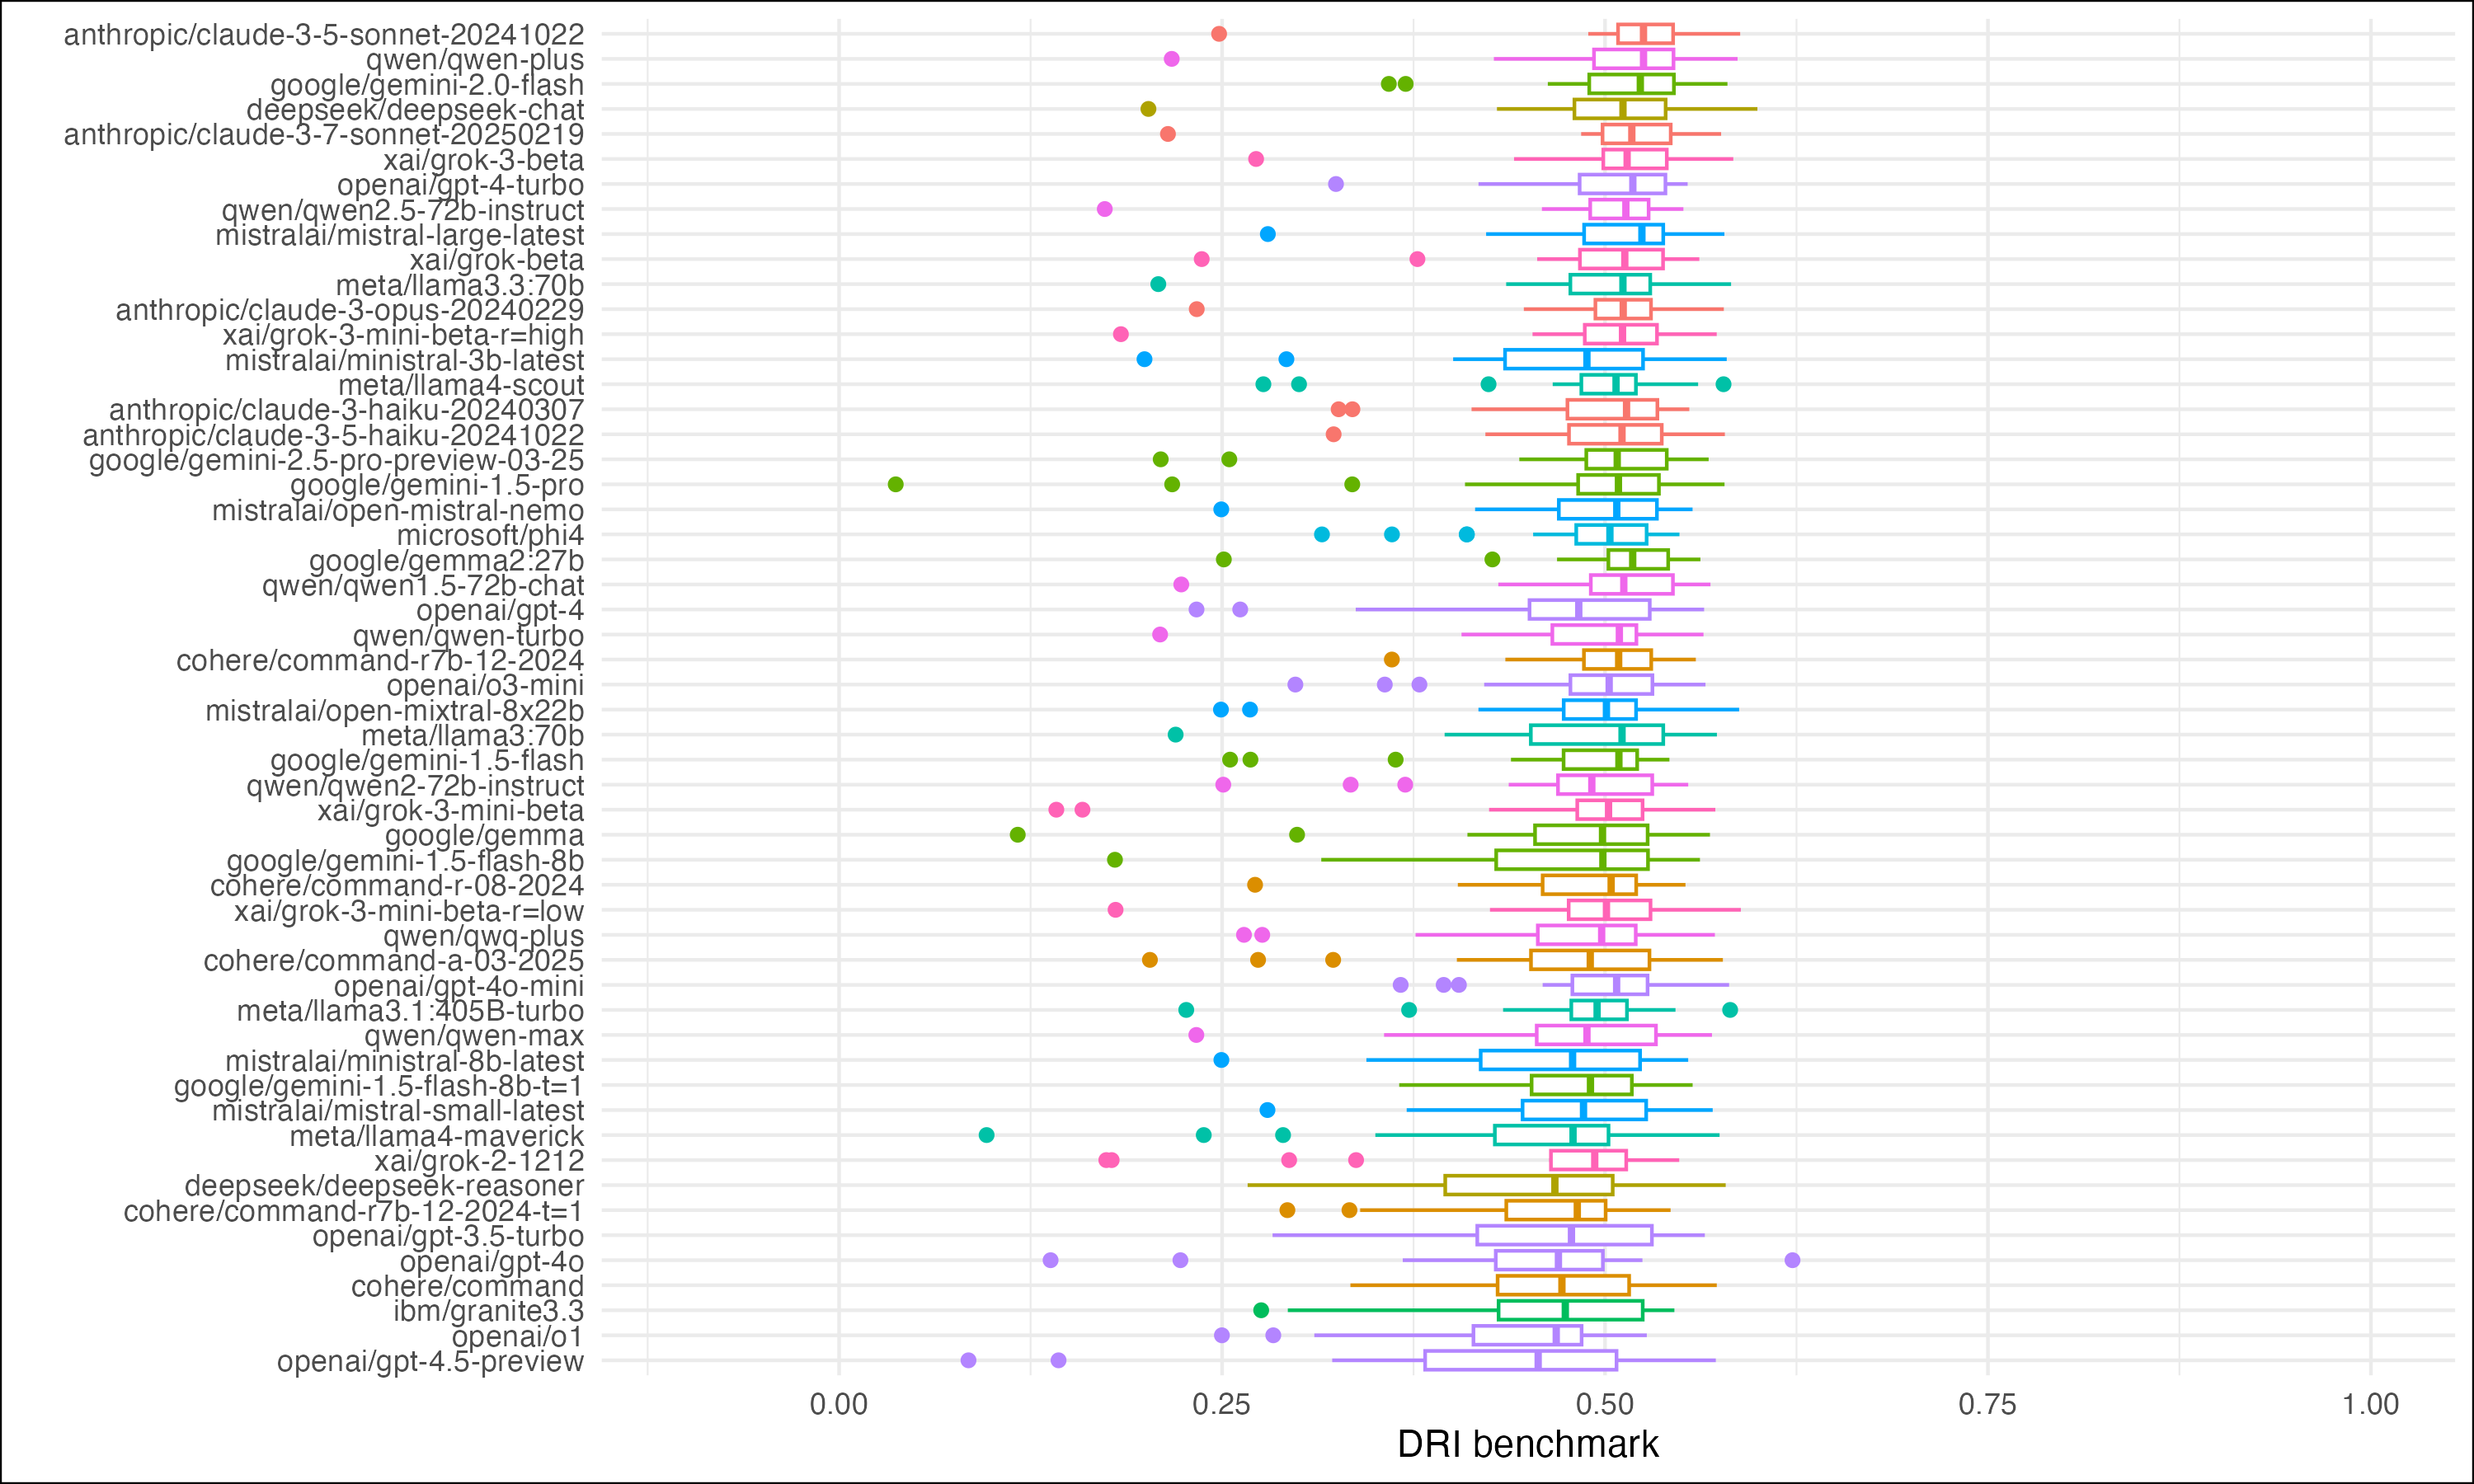 anthropic/claude-3-5-sonnet-20241022
qwen/qwen-plus
google/gemini-2.0-flash
deepseek/deepseek-chat
anthropic/claude-3-7-sonnet-20250219
xai/grok-3-beta
openai/gpt-4-turbo
qwen/qwen2.5-72b-instruct
mistralai/mistral-large-latest
xai/grok-beta
meta/llama3.3:70b
anthropic/claude-3-opus-20240229
xai/grok-3-mini-beta-r=high
mistralai/ministral-3b-latest
meta/llama4-scout
anthropic/claude-3-haiku-20240307
anthropic/claude-3-5-haiku-20241022
google/gemini-2.5-pro-preview-03-25
google/gemini-1.5-pro
mistralai/open-mistral-nemo
microsoft/phi4
google/gemma2:27b
qwen/qwen1.5-72b-chat
openai/gpt-4
qwen/qwen-turbo
cohere/command-r7b-12-2024
openai/o3-mini
mistralai/open-mixtral-8x22b
meta/llama3:70b
google/gemini-1.5-flash
qwen/qwen2-72b-instruct
xai/grok-3-mini-beta
google/gemma
google/gemini-1.5-flash-8b
cohere/command-r-08-2024
xai/grok-3-mini-beta-r=low
qwen/qwq-plus
cohere/command-a-03-2025
openai/gpt-4o-mini
meta/llama3.1:405B-turbo
qwen/qwen-max
mistralai/ministral-8b-latest
google/gemini-1.5-flash-8b-t=1
mistralai/mistral-small-latest
meta/llama4-maverick
xai/grok-2-1212
deepseek/deepseek-reasoner
cohere/command-r7b-12-2024-t=1
openai/gpt-3.5-turbo
openai/gpt-4o
cohere/command
ibm/granite3.3
openai/o1
openai/gpt-4.5-preview
0.00 0.25 0.50 0.75 1.00
DRI benchmark